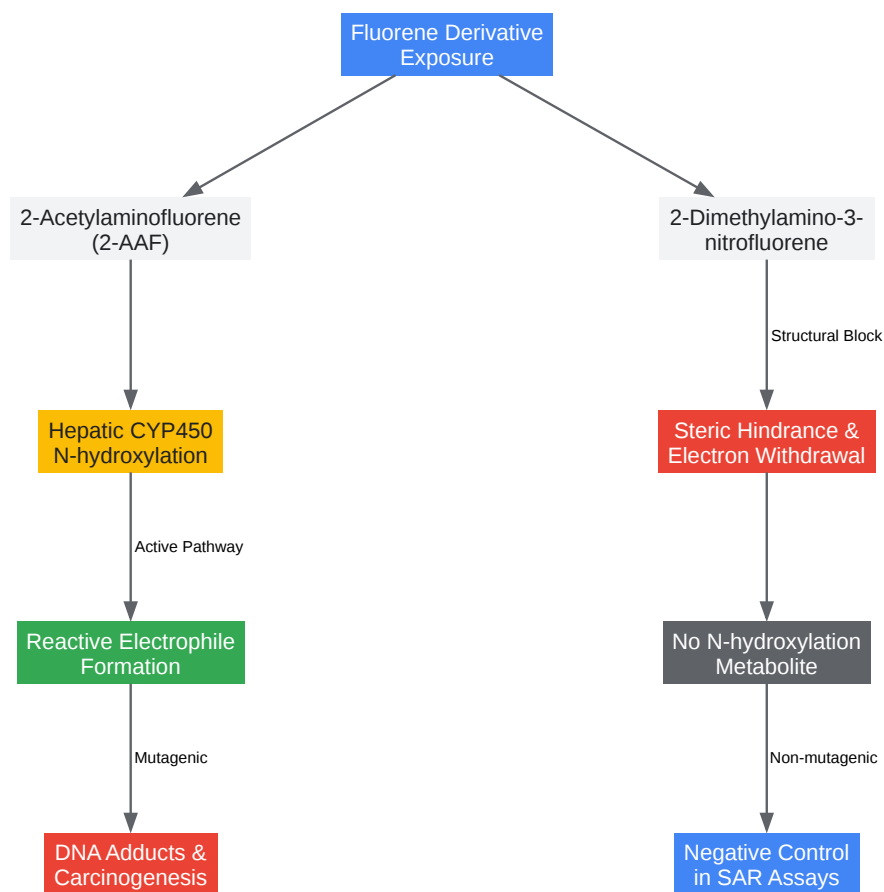 Fluorene Derivative
Exposure
2-Acetylaminofluorene
(2-AAF)
2-Dimethylamino-3-
nitrofluorene
Structural Block
Hepatic CYP450
N-hydroxylation
Steric Hindrance &
Electron Withdrawal
Active Pathway
Reactive Electrophile
Formation
No N-hydroxylation
Metabolite
Mutagenic
Non-mutagenic
DNA Adducts &
Carcinogenesis
Negative Control
in SAR Assays